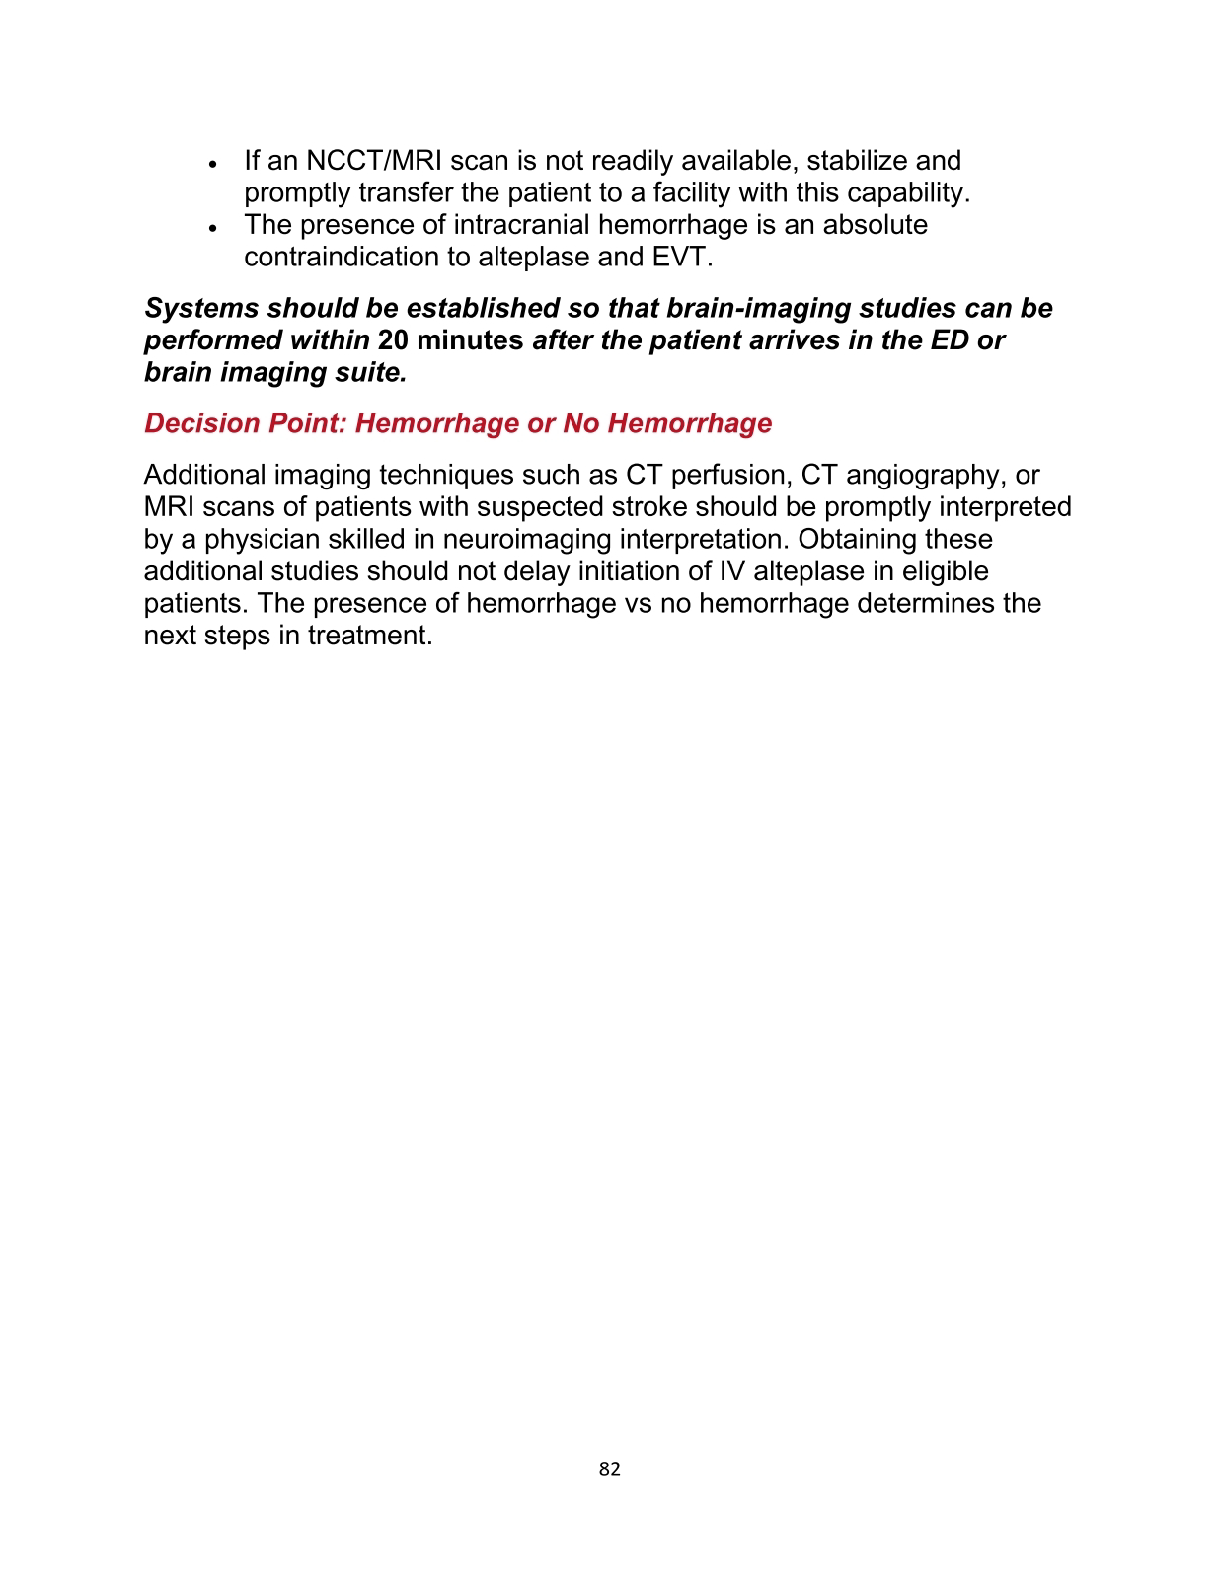 • If an NCCT/MRI scan is not readily available, stabilize and
promptly transfer the patient to a facility with this capability.
• The presence of intracranial hemorrhage is an absolute
contraindication to alteplase and EVT.
Systems should be established so that brain-imaging studies can be
performed within 20 minutes after the patient arrives in the ED or
brain imaging suite.
Decision Point: Hemorrhage or No Hemorrhage
Additional imaging techniques such as CT perfusion, CT angiography, or
MRI scans of patients with suspected stroke should be promptly interpreted
by a physician skilled in neuroimaging interpretation. Obtaining these
additional studies should not delay initiation of IV alteplase in eligible
patients. The presence of hemorrhage vs no hemorrhage determines the
next steps in treatment.
82